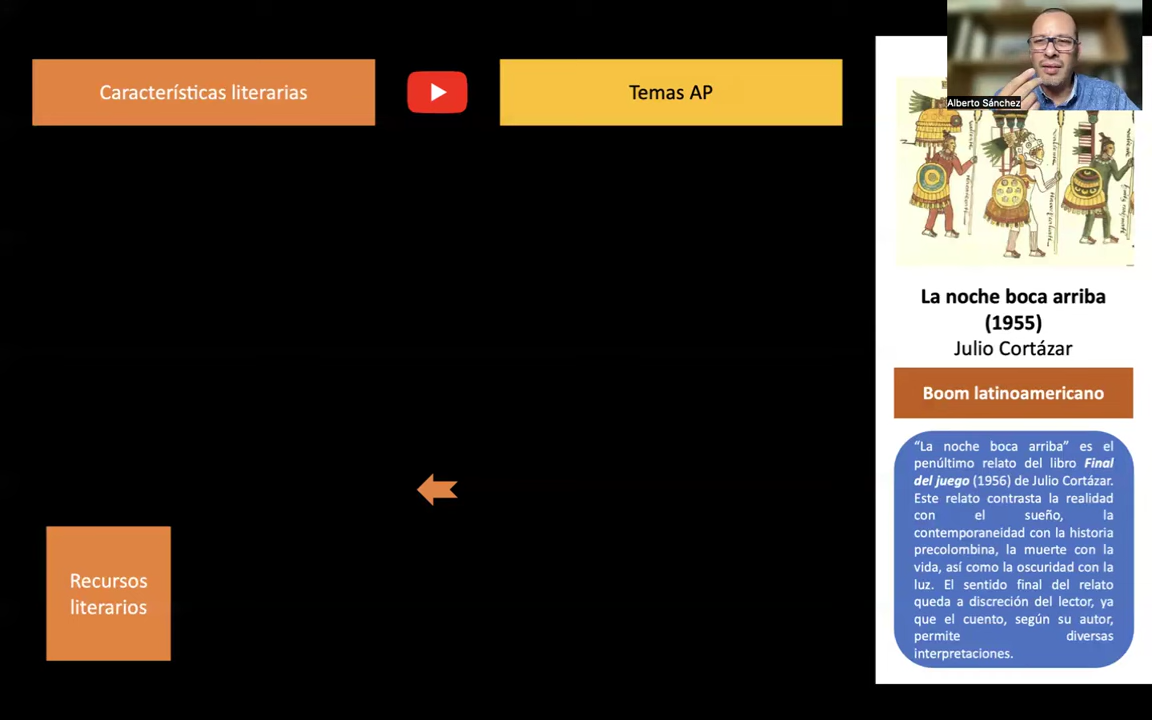 Características literarias
Temas AP
Alberto Sánchez
La noche boca arriba
(1955)
Julio Cortázar
Boom latinoamericano
“La noche boca arriba” es el
penúltimo relato del libro Final
del juego (1956) de Julio Cortázar.
Este relato contrasta la realidad
con el sueño, la
contemporaneidad con la historia
precolombina, la muerte con la
vida, así como la oscuridad con la
luz. El sentido final del relato
queda a discreción del lector, ya
que el cuento, según su autor,
permite diversas
interpretaciones.
Recursos
literarios